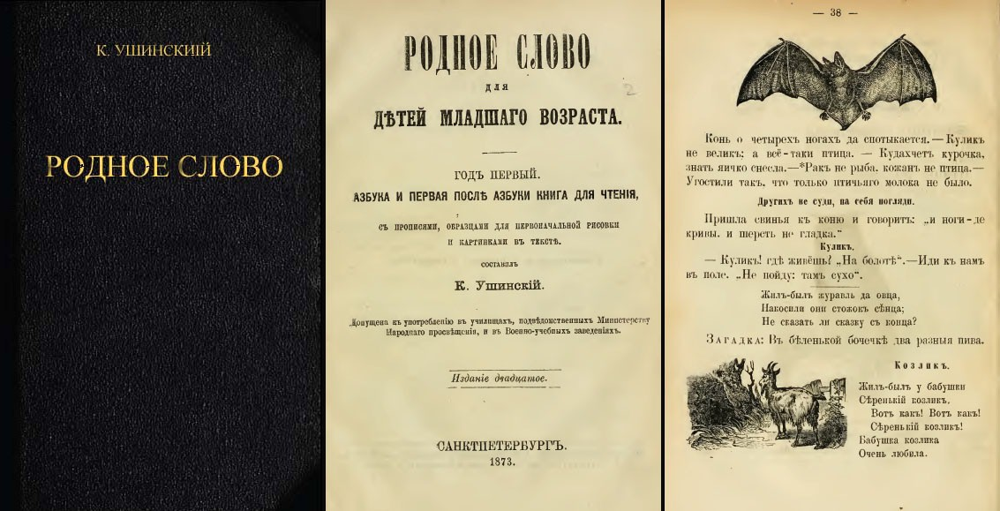 К. УШИНСКИЙ
РОДНОЕ СЛОВО
РОДНОЕ СЛОВО
ДЛЯ
ДѢТЕЙ МЛАДШАГО ВОЗРАСТА.
2
ГОДЪ ПЕРВЫЙ.
АЗБУКА И ПЕРВАЯ ПОСЛѢ АЗБУКИ КНИГА ДЛЯ ЧТЕНІЯ,
СЪ ПРОПИСЯМИ, ОБРАЗЦАМИ ДЛЯ ПЕРВОНАЧАЛЬНОЙ РИСОВКИ
И КАРТИНКАМИ ВЪ ТЕКСТѢ.
СОСТАВИЛЪ
К. Ушинскій.
Допущена къ употребленію въ училищахъ, подвѣдомственныхъ Министерству
Народнаго просвѣщенія, и въ Военно-учебныхъ заведеніяхъ.
Изданіе двадцатое.
САНКТПЕТЕРБУРГЪ.
1873.
— 38 —
Конь о четырехъ ногахъ да спотыкается. — Куликъ
не великъ: а всё-таки птица. — Кудахчетъ курочка,
знать яичко снесла.—*Ракъ не рыба. кожанъ не птица.—
Угостили такъ, что только птичьяго молока не было.
Другихъ не суди, на себя погляди.
Пришла свинья къ коню и говоритъ: „и ноги-де
кривы. и шерсть не гладка."
Куликъ.
— Куликъ! гдѣ живёшь? „На болотѣ".—Иди къ намъ
въ поле. „Не пойду: тамъ сухо".
Жилъ-былъ журавль да овца,
Накосили они стожокъ сѣнца;
Не сказать ли сказку съ конца?
ЗАГАДКА: Въ бѣленькой бочечкѣ два разныя пива.
Козликъ.
Жилъ-былъ у бабушки
Сѣренькій козликъ,
Вотъ какъ! Вотъ какъ!
Сѣренькій козликъ!
Бабушка козлика
Очень любила.